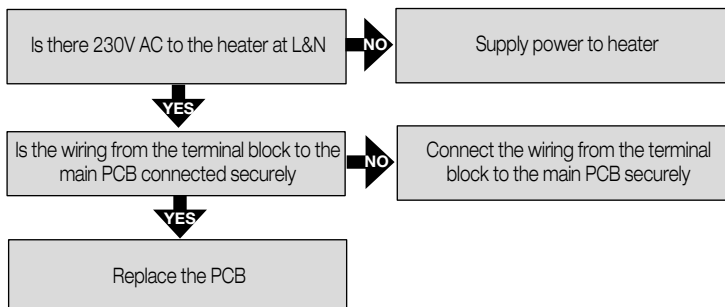 Is there 230V AC to the heater at L&N
NO
Supply power to heater
YES
Is the wiring from the terminal block to the
main PCB connected securely
NO
Connect the wiring from the terminal
block to the main PCB securely
YES
Replace the PCB